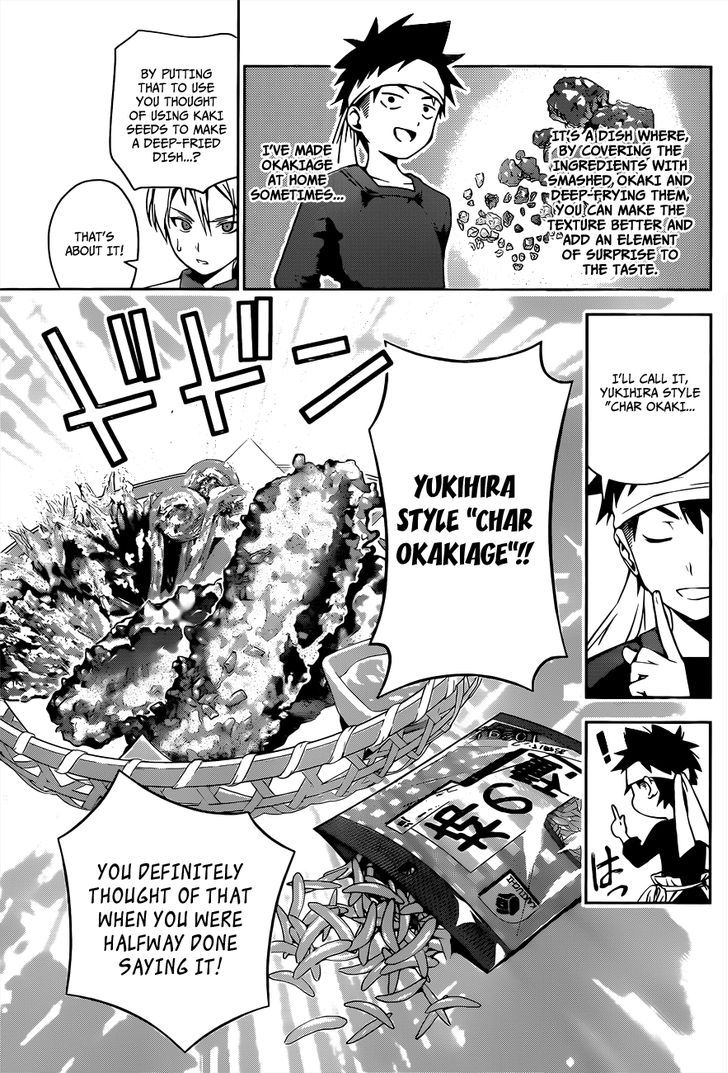 IT'S A DISH WHERE,
BY COVERING THE
INGREDIENTS WITH
SMASHED OKAKI AND
DEEP-FRYING THEM,
YOU CAN MAKE THE
TEXTURE BETTER AND
ADD AN ELEMENT
OF SURPRISE TO
THE TASTE.
I'VE MADE
OKAKIAGE
AT HOME
SOMETIMES...
BY PUTTING
THAT TO USE
YOU THOUGHT
OF USING KAKI
SEEDS TO MAKE
A DEEP-FRIED
DISH...?
THAT'S
ABOUT IT!
I'LL CALL IT,
YUKIHIRA STYLE
"CHAR OKAKI...
!
はっ
ドドン
YUKIHIRA
STYLE "CHAR
OKAKIAGE"!!
柿の種
YOU DEFINITELY
THOUGHT OF THAT
WHEN YOU WERE
HALFWAY DONE
SAYING IT!